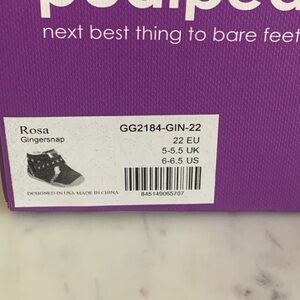 next best thing to bare feet
Rosa
Gingersnap
GG2184-GIN-22
22 EU
5-5.5 UK
6-6.5 US
DESIGNED IN USA MADE IN CHINA
845149065707